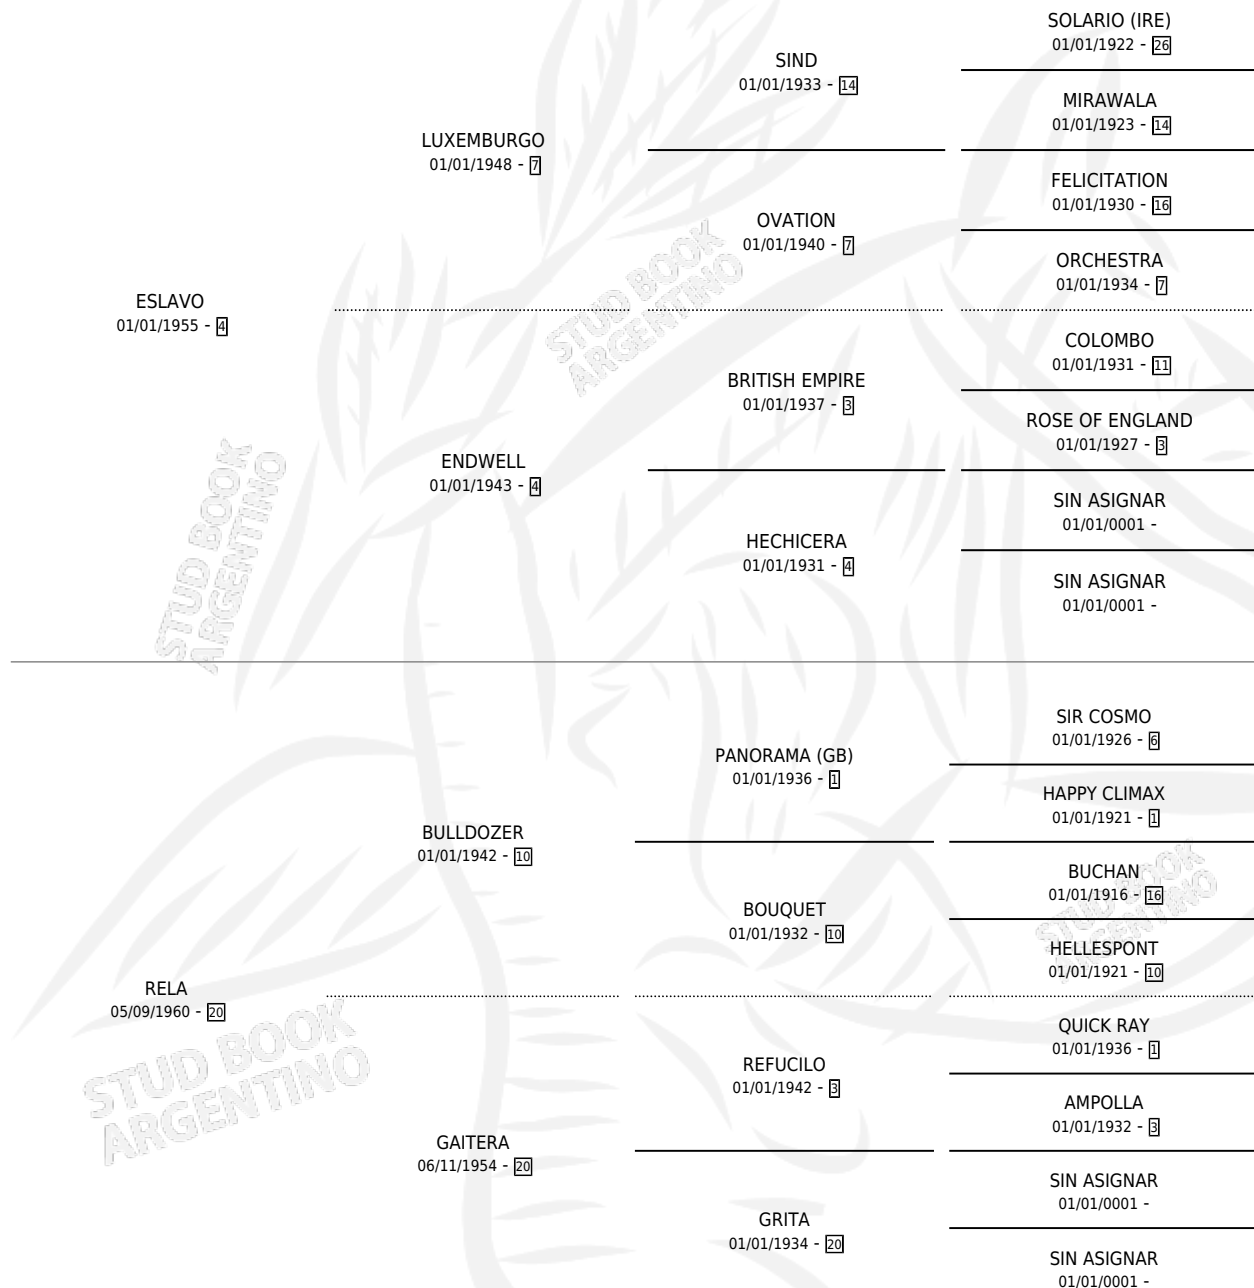 SOLARIO (IRE)
01/01/1922 - 26
SIND
01/01/1933 - 14
MIRAWALA
01/01/1923 - 14
LUXEMBURGO
01/01/1948 - 7
FELICITATION
01/01/1930 - 16
OVATION
01/01/1940 - 7
ORCHESTRA
01/01/1934 - 7
ESLAVO
01/01/1955 - 4
COLOMBO
01/01/1931 - 11
BRITISH EMPIRE
01/01/1937 - 3
ROSE OF ENGLAND
01/01/1927 - 3
ENDWELL
01/01/1943 - 4
SIN ASIGNAR
01/01/0001 -
HECHICERA
01/01/1931 - 4
SIN ASIGNAR
01/01/0001 -
SIR COSMO
01/01/1926 - 6
PANORAMA (GB)
01/01/1936 - 1
HAPPY CLIMAX
01/01/1921 - 1
BULLDOZER
01/01/1942 - 10
BUCHAN
01/01/1916 - 16
BOUQUET
01/01/1932 - 10
HELLESPONT
01/01/1921 - 10
RELA
05/09/1960 - 20
QUICK RAY
01/01/1936 - 1
REFUCILO
01/01/1942 - 3
AMPOLLA
01/01/1932 - 3
GAITERA
06/11/1954 - 20
SIN ASIGNAR
01/01/0001 -
GRITA
01/01/1934 - 20
SIN ASIGNAR
01/01/0001 -
STUD BOOK
ARGENTINO
STUD BOOK
ARGENTINO
STUD BOOK
ARGENTINO
STUD BOOK
ARGENTINO